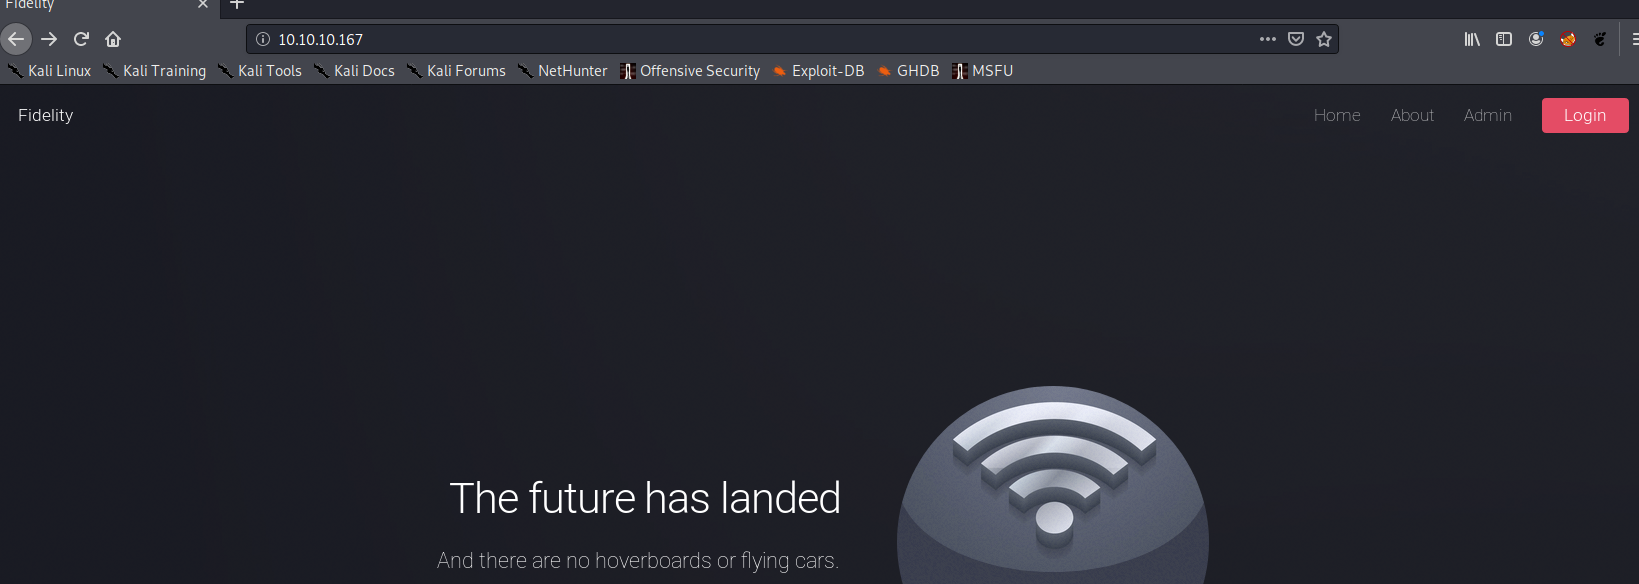 Fidelity
10.10.10.167
Kali Linux Kali Training Kali Tools Kali Docs Kali Forums NetHunter Offensive Security Exploit-DB GHDB MSFU
Fidelity Home About Admin Login
The future has landed
And there are no hoverboards or flying cars.